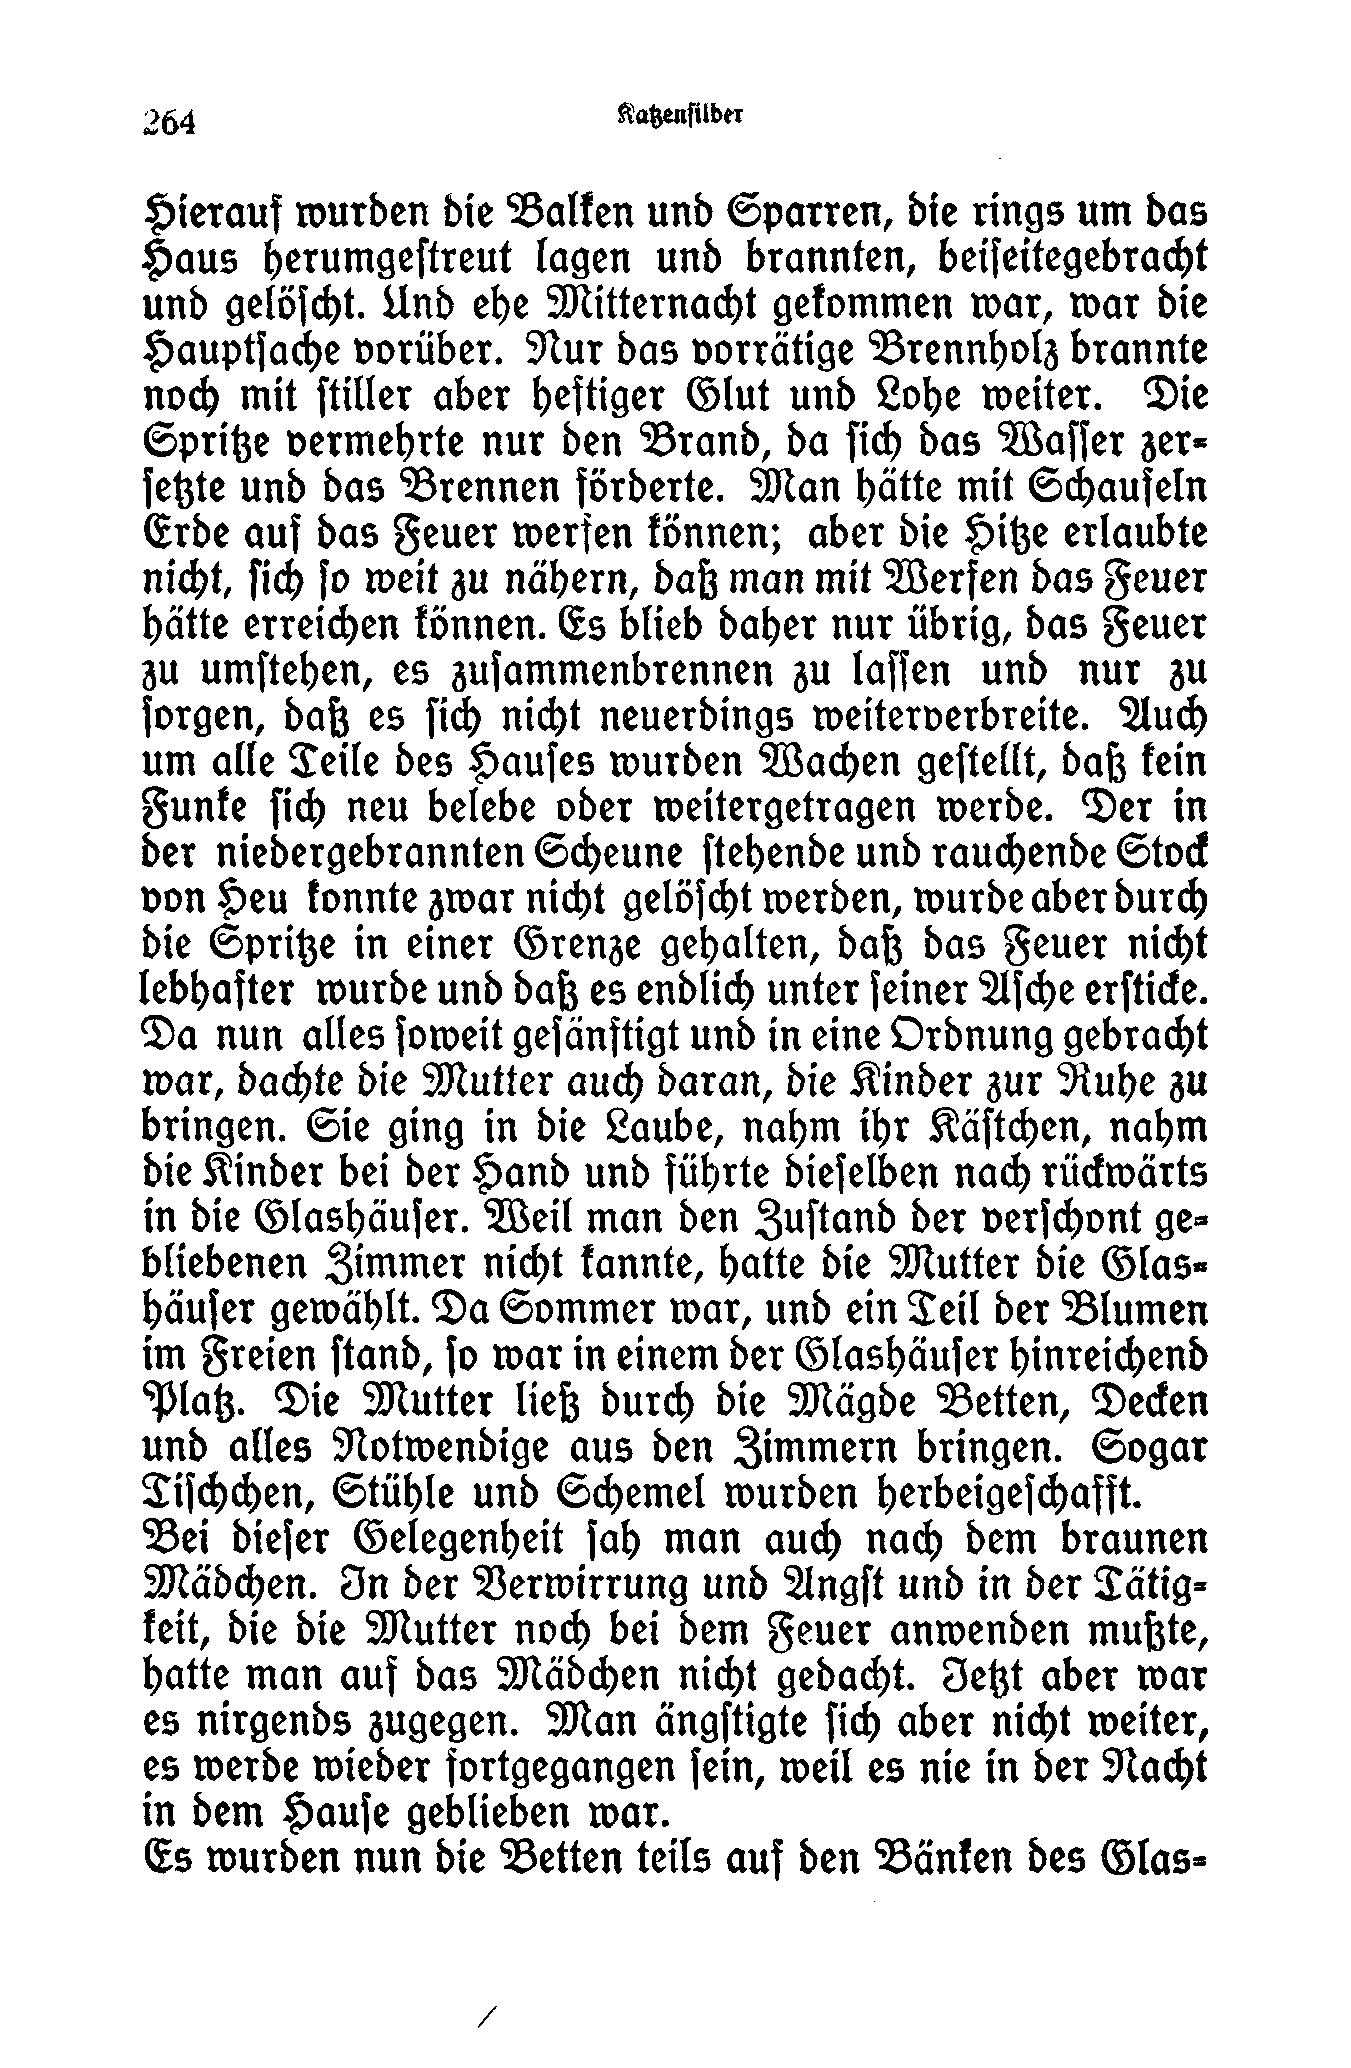 264
Katzensilber
Hierauf wurden die Balken und Sparren, die rings um das
Haus herumgestreut lagen und brannten, beiseitegebracht
und gelöscht. Und ehe Mitternacht gekommen war, war die
Hauptsache vorüber. Nur das vorrätige Brennholz brannte
noch mit stiller aber heftiger Glut und Lohe weiter. Die
Spritze vermehrte nur den Brand, da sich das Wasser zer-
setzte und das Brennen förderte. Man hätte mit Schaufeln
Erde auf das Feuer werfen können; aber die Hitze erlaubte
nicht, sich so weit zu nähern, daß man mit Werfen das Feuer
hätte erreichen können. Es blieb daher nur übrig, das Feuer
zu umstehen, es zusammenbrennen zu lassen und nur zu
sorgen, daß es sich nicht neuerdings weiterverbreite. Auch
um alle Teile des Hauses wurden Wachen gestellt, daß kein
Funke sich neu belebe oder weitergetragen werde. Der in
der niedergebrannten Scheune stehende und rauchende Stock
von Heu konnte zwar nicht gelöscht werden, wurde aber durch
die Spritze in einer Grenze gehalten, daß das Feuer nicht
lebhafter wurde und daß es endlich unter seiner Asche ersticke.
Da nun alles soweit gesänftigt und in eine Ordnung gebracht
war, dachte die Mutter auch daran, die Kinder zur Ruhe zu
bringen. Sie ging in die Laube, nahm ihr Kästchen, nahm
die Kinder bei der Hand und führte dieselben nach rückwärts
in die Glashäuser. Weil man den Zustand der verschont ge-
bliebenen Zimmer nicht kannte, hatte die Mutter die Glas-
häuser gewählt. Da Sommer war, und ein Teil der Blumen
im Freien stand, so war in einem der Glashäuser hinreichend
Platz. Die Mutter ließ durch die Mägde Betten, Decken
und alles Notwendige aus den Zimmern bringen. Sogar
Tischchen, Stühle und Schemel wurden herbeigeschafft.
Bei dieser Gelegenheit sah man auch nach dem braunen
Mädchen. In der Verwirrung und Angst und in der Tätig-
keit, die die Mutter noch bei dem Feuer anwenden mußte,
hatte man auf das Mädchen nicht gedacht. Jetzt aber war
es nirgends zugegen. Man ängstigte sich aber nicht weiter,
es werde wieder fortgegangen sein, weil es nie in der Nacht
in dem Hause geblieben war.
Es wurden nun die Betten teils auf den Bänken des Glas-